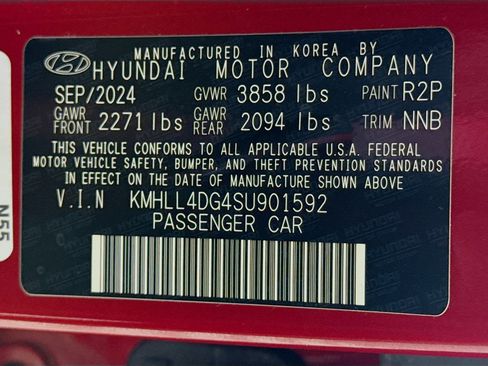 MANUFACTURED IN KOREA BY
HYUNDAI MOTOR COMPANY
SEP/2024 GVWR 3858 lbs PAINT R2P
GAWR FRONT 2271 lbs GAWR REAR 2094 lbs TRIM NNB
THIS VEHICLE CONFORMS TO ALL APPLICABLE U.S.A. FEDERAL
MOTOR VEHICLE SAFETY, BUMPER, AND THEFT PREVENTION STANDARDS
IN EFFECT ON THE DATE OF MANUFACTURE SHOWN ABOVE
V.I.N KMHLL4DG4SU901592
PASSENGER CAR
N55